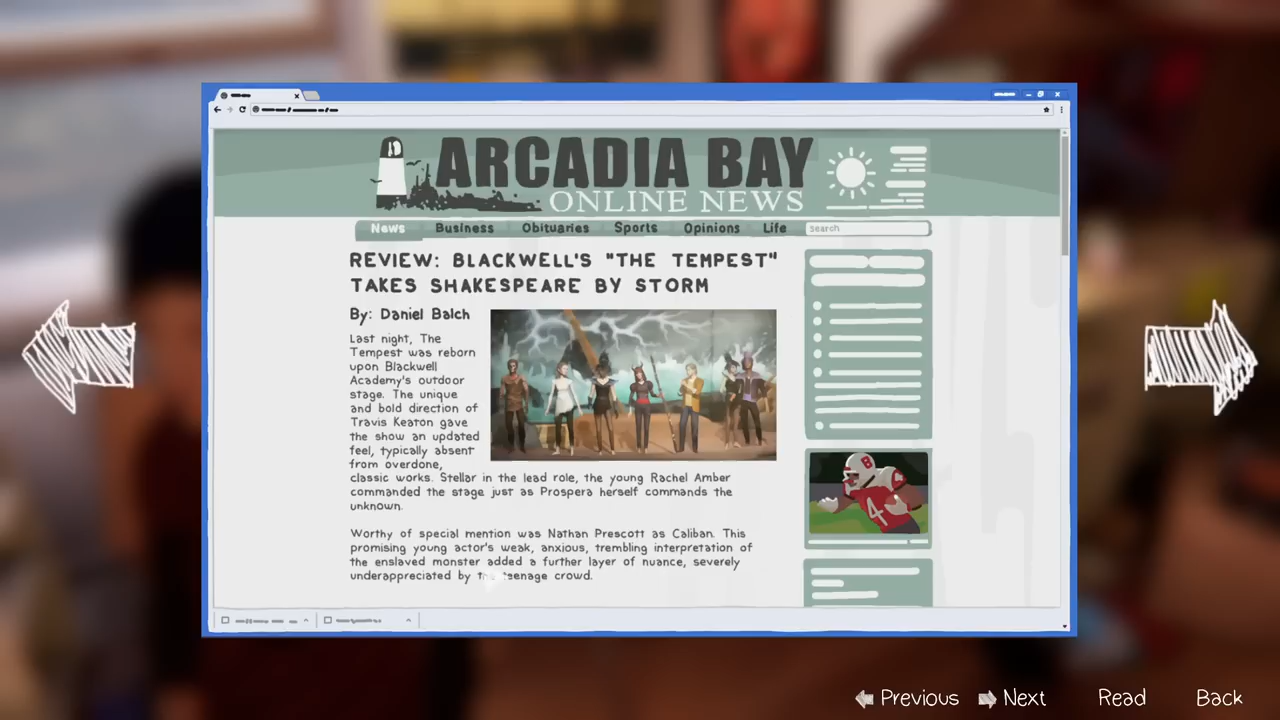 ARCADIA BAY
ONLINE NEWS
News Business Obituaries Sports Opinions Life search
REVIEW: BLACKWELL'S "THE TEMPEST"
TAKES SHAKESPEARE BY STORM
By: Daniel Balch
Last night, The
Tempest was reborn
upon Blackwell
Academy's outdoor
stage. The unique
and bold direction of
Travis Keaton gave
the show an updated
feel, typically absent
from overdone,
classic works. Stellar in the lead role, the young Rachel Amber
commanded the stage just as Prospera herself commands the
unknown.
Worthy of special mention was Nathan Prescott as Caliban. This
promising young actor's weak, anxious, trembling interpretation of
the enslaved monster added a further layer of nuance, severely
underappreciated by the teenage crowd.
B
4
Previous Next Read Back